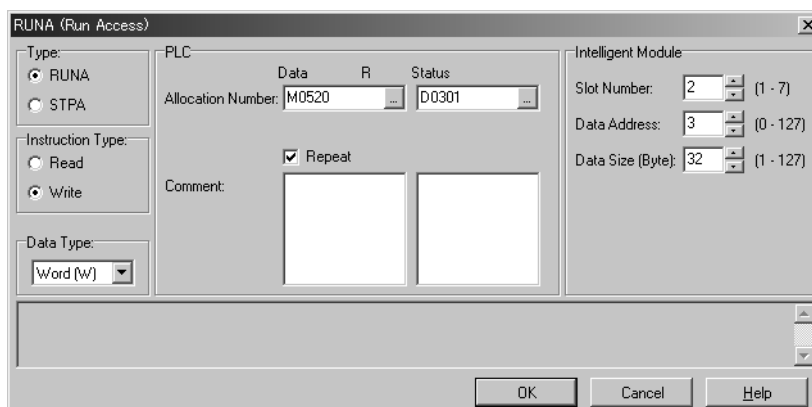 RUNA (Run Access)
Type:
RUNA
STPA
Instruction Type:
Read
Write
Data Type:
Word (W)
PLC
Data R Status
Allocation Number: M0520 ... D0301 ...
Repeat
Comment:
Intelligent Module
Slot Number: 2 (1 - 7)
Data Address: 3 (0 - 127)
Data Size (Byte): 32 (1 - 127)
OK Cancel Help